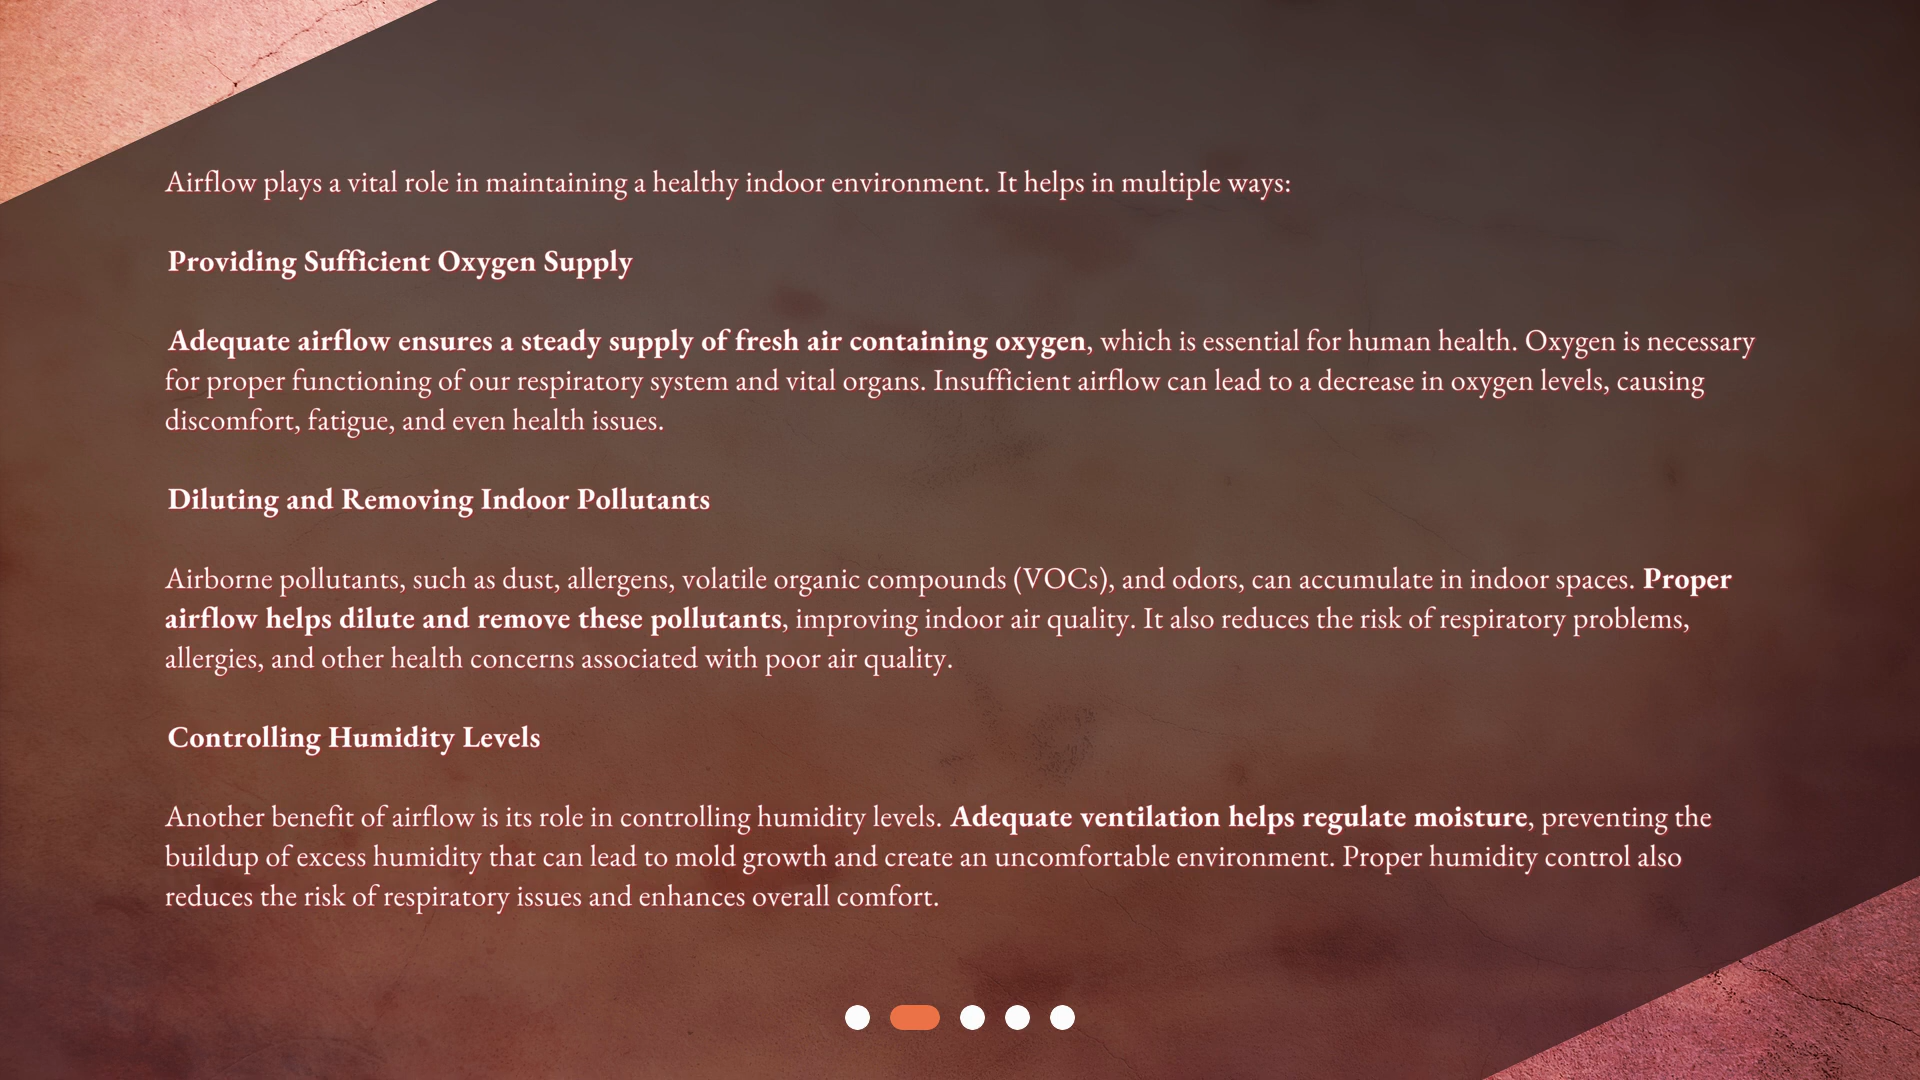 Airflow plays a vital role in maintaining a healthy indoor environment. It helps in multiple ways:
Providing Sufficient Oxygen Supply
Adequate airflow ensures a steady supply of fresh air containing oxygen, which is essential for human health. Oxygen is necessary
for proper functioning of our respiratory system and vital organs. Insufficient airflow can lead to a decrease in oxygen levels, causing
discomfort, fatigue, and even health issues.
Diluting and Removing Indoor Pollutants
Airborne pollutants, such as dust, allergens, volatile organic compounds (VOCs), and odors, can accumulate in indoor spaces. Proper
airflow helps dilute and remove these pollutants, improving indoor air quality. It also reduces the risk of respiratory problems,
allergies, and other health concerns associated with poor air quality.
Controlling Humidity Levels
Another benefit of airflow is its role in controlling humidity levels. Adequate ventilation helps regulate moisture, preventing the
buildup of excess humidity that can lead to mold growth and create an uncomfortable environment. Proper humidity control also
reduces the risk of respiratory issues and enhances overall comfort.